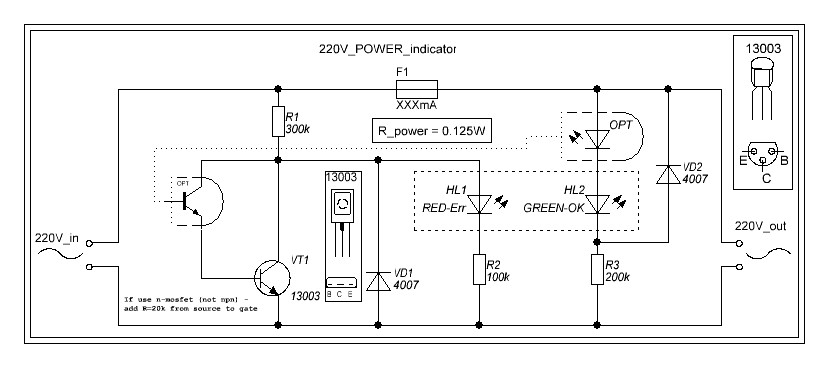 220V_POWER_indicator
13003
F1
XXXmA
R1
300k
R_power = 0.125W
OPT
OPT
13003
VD2
4007
E
B
C
HL1
RED-Err
HL2
GREEN-OK
220V_in
220V_out
VT1
13003
B C E
VD1
4007
R2
100k
R3
200k
If use n-mosfet (not npn) -
add R=20k from source to gate